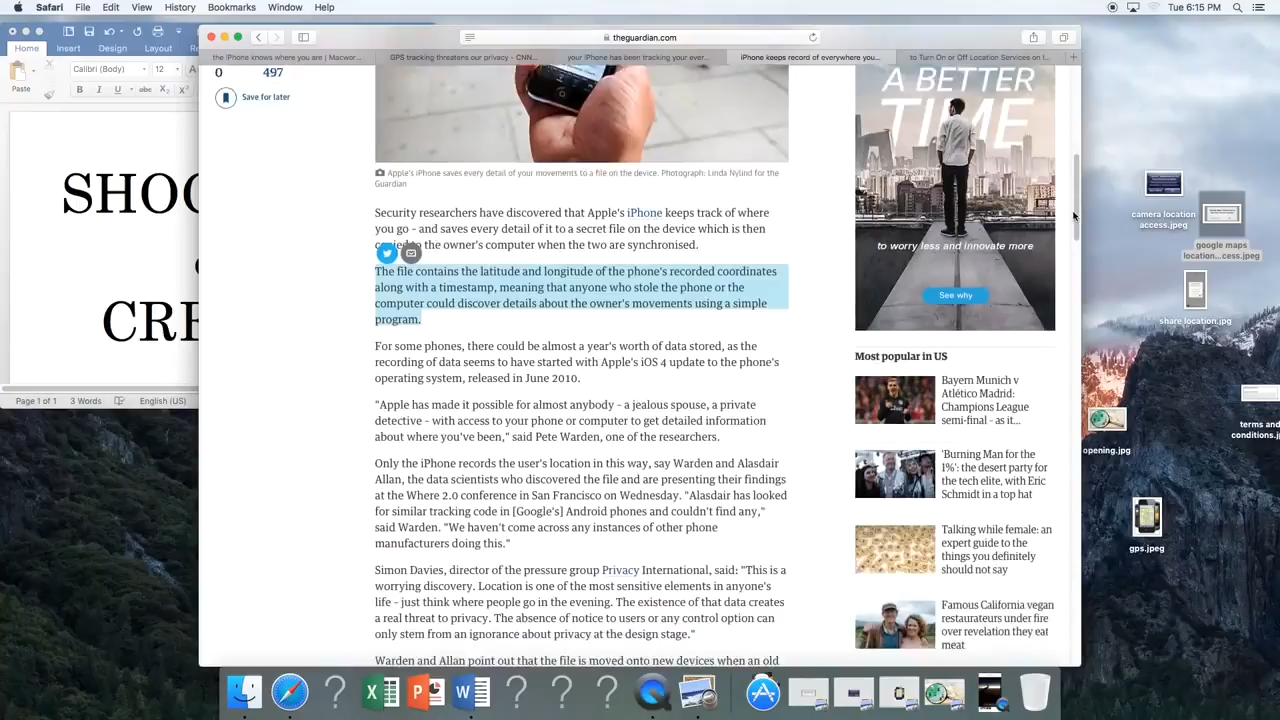 Safari File Edit View History Bookmarks Window Help
Tue 6:15 PM
theguardian.com
Home Insert Design Layout
the iPhone knows where you are | Macwor...
GPS tracking threatens our privacy - CNN...
your iPhone has been tracking your ever...
iPhone keeps record of everywhere you...
to Turn On or Off Location Services on i...
Paste
Calibri (Body)
12
B I U abc X₂ X²
0 497
Save for later
SHOO
CRE
Page 1 of 1 3 Words English (US)
Apple's iPhone saves every detail of your movements to a file on the device. Photograph: Linda Nylind for the
Guardian
Security researchers have discovered that Apple's iPhone keeps track of where
you go – and saves every detail of it to a secret file on the device which is then
the owner's computer when the two are synchronised.
The file contains the latitude and longitude of the phone's recorded coordinates
along with a timestamp, meaning that anyone who stole the phone or the
computer could discover details about the owner's movements using a simple
program.
For some phones, there could be almost a year's worth of data stored, as the
recording of data seems to have started with Apple's iOS 4 update to the phone's
operating system, released in June 2010.
"Apple has made it possible for almost anybody – a jealous spouse, a private
detective – with access to your phone or computer to get detailed information
about where you've been," said Pete Warden, one of the researchers.
Only the iPhone records the user's location in this way, say Warden and Alasdair
Allan, the data scientists who discovered the file and are presenting their findings
at the Where 2.0 conference in San Francisco on Wednesday. "Alasdair has looked
for similar tracking code in [Google's] Android phones and couldn't find any,"
said Warden. "We haven't come across any instances of other phone
manufacturers doing this."
Simon Davies, director of the pressure group Privacy International, said: "This is a
worrying discovery. Location is one of the most sensitive elements in anyone's
life – just think where people go in the evening. The existence of that data creates
a real threat to privacy. The absence of notice to users or any control option can
only stem from an ignorance about privacy at the design stage."
Warden and Allan point out that the file is moved onto new devices when an old
A BETTER
TIME
to worry less and innovate more
See why
Most popular in US
Bayern Munich v
Atlético Madrid:
Champions League
semi-final – as it...
'Burning Man for the
1%': the desert party for
the tech elite, with Eric
Schmidt in a top hat
Talking while female: an
expert guide to the
things you definitely
should not say
Famous California vegan
restaurateurs under fire
over revelation they eat
meat
camera location
access.jpeg
google maps
location...cess.jpeg
share location.jpg
terms and
conditions.j
opening.jpg
gps.jpeg